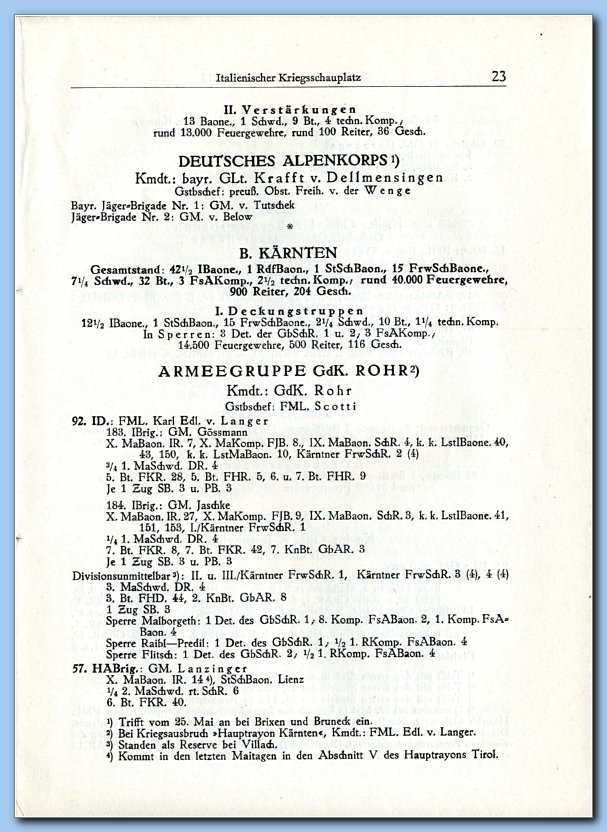 Italienischer Kriegsschauplatz 23
II. Verstärkungen
13 Baone., 1 Schwd., 9 Bt., 4 techn. Komp.,
rund 13.000 Feuergewehre, rund 100 Reiter, 36 Gesch.
DEUTSCHES ALPENKORPS ¹)
Kmdt.: bayr. GLt. Krafft v. Dellmensingen
Gstbschef: preuß. Obst. Freih. v. der Wenge
Bayr. Jäger-Brigade Nr. 1: GM. v. Tutschek
Jäger-Brigade Nr. 2: GM. v. Below
*
B. KÄRNTEN
Gesamtstand: 42½ IBaone., 1 RdfBaon., 1 StSchBaon., 15 FrwSchBaone.,
7¼ Schwd., 32 Bt., 3 FsAKomp., 2½ techn. Komp., rund 40.000 Feuergewehre,
900 Reiter, 204 Gesch.
I. Deckungstruppen
12½ IBaone., 1 StSchBaon., 15 FrwSchBaone., 2¼ Schwd., 10 Bt., 1¼ techn. Komp.
In Sperren: 3 Det. der GbSchR. 1 u. 2, 3 FsAKomp.,
14.500 Feuergewehre, 500 Reiter, 116 Gesch.
ARMEEGRUPPE GdK. ROHR ²)
Kmdt.: GdK. Rohr
Gstbschef: FML. Scotti
92. ID.: FML. Karl Edl. v. Langer
183. IBrig.: GM. Gössmann
X. MaBaon. IR. 7, X. MaKomp. FJB. 8., IX. MaBaon. SchR. 4, k. k. LstIBaone. 40,
43, 150, k. k. LstMaBaon. 10, Kärntner FrwSchR. 2 (4)
¾ 1. MaSchwd. DR. 4
5. Bt. FKR. 28, 5. Bt. FHR. 5, 6. u. 7. Bt. FHR. 9
Je 1 Zug SB. 3 u. PB. 3
184. IBrig.: GM. Jaschke
X. MaBaon. IR. 27, X. MaKomp. FJB. 9, IX. MaBaon. SchR. 3, k. k. LstIBaone. 41,
151, 153, I./Kärntner FrwSchR. 1
¼ 1. MaSchwd. DR. 4
7. Bt. FKR. 8, 7. Bt. FKR. 42, 7. KnBt. GbAR. 3
Je 1 Zug SB. 3 u. PB. 3
Divisionsunmittelbar ³): II. u. III./Kärntner FrwSchR. 1, Kärntner FrwSchR. 3 (4), 4 (4)
3. MaSchwd. DR. 4
3. Bt. FHD. 44, 2. KnBt. GbAR. 8
1 Zug SB. 3
Sperre Malborgeth: 1 Det. des GbSchR. 1, 8. Komp. FsABaon. 2, 1. Komp. FsA-
Baon. 4
Sperre Raibl—Predil: 1 Det. des GbSchR. 1, ½ 1. RKomp. FsABaon. 4
Sperre Flitsch: 1 Det. des GbSchR. 2, ½ 1. RKomp. FsABaon. 4
57. HABrig.: GM. Lanzinger
X. MaBaon. IR. 14 ⁴), StSchBaon. Lienz
¼ 2. MaSchwd. rt. SchR. 6
6. Bt. FKR. 40.
¹) Trifft vom 25. Mai an bei Brixen und Bruneck ein.
²) Bei Kriegsausbruch »Hauptrayon Kärnten«, Kmdt.: FML. Edl. v. Langer.
³) Standen als Reserve bei Villach.
⁴) Kommt in den letzten Maitagen in den Abschnitt V des Hauptrayons Tirol.